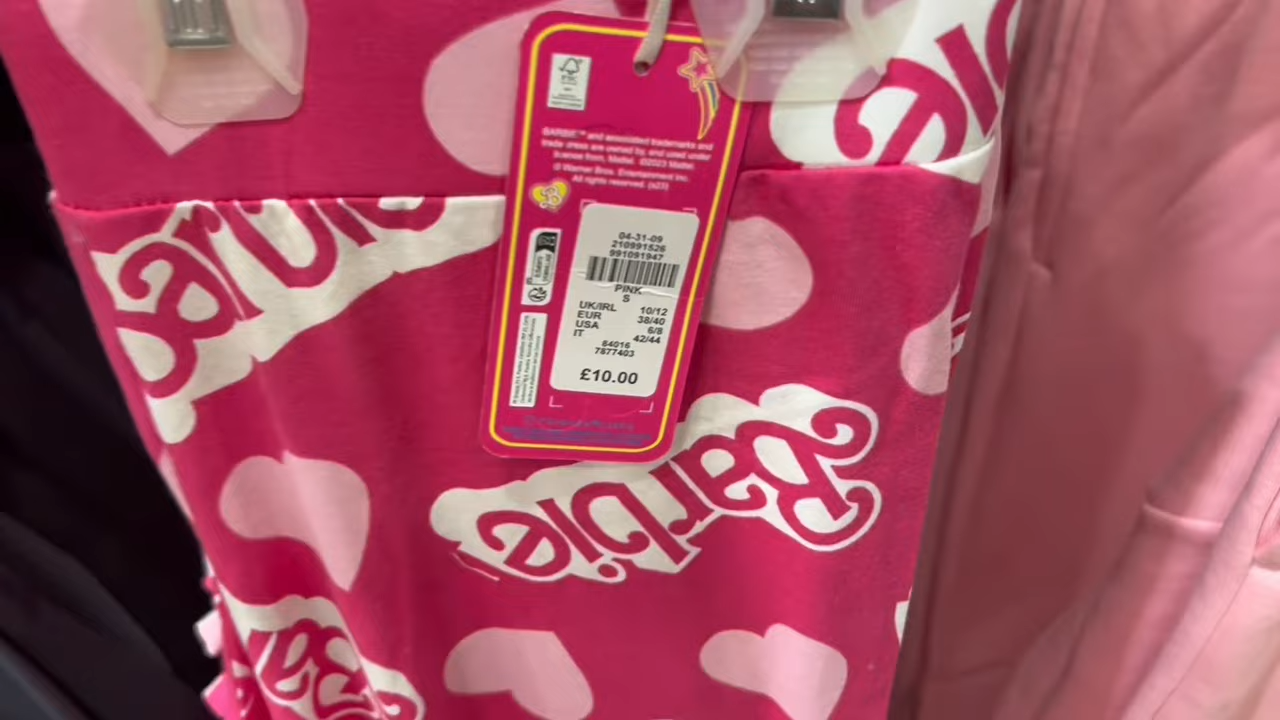 FSC
BARBIE™ and associated trademarks and
trade dress are owned by, and used under
license from, Mattel. ©2023 Mattel.
© Warner Bros. Entertainment Inc.
All rights reserved. (s23)
04-31-09
210991526
991091947
PINK
S
UK/IRL 10/12
EUR 38/40
USA 6/8
IT 42/44
84016
7877403
£10.00
Barbie
Barbie